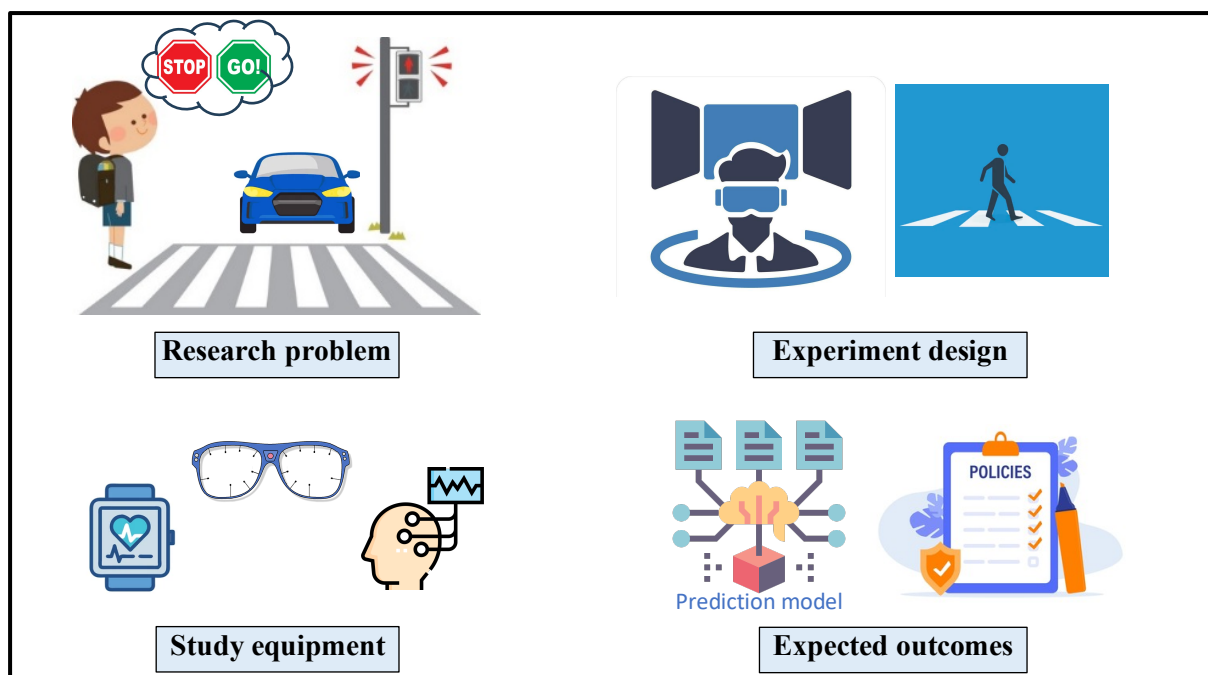 STOP GO!
Research problem
Experiment design
POLICIES
Prediction model
Study equipment
Expected outcomes